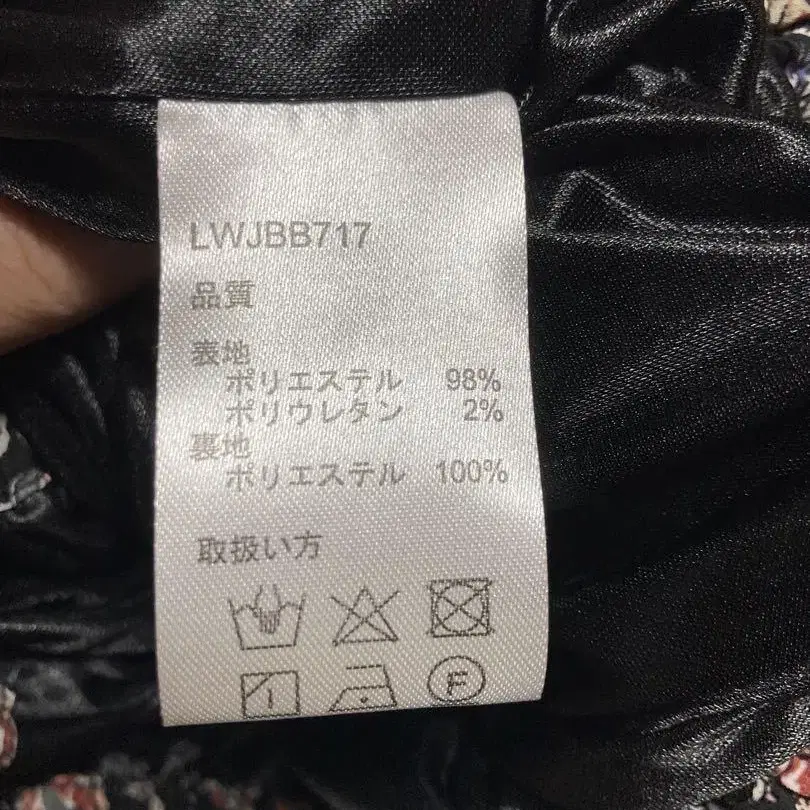 LWJBB717
品質
表地
ポリエステル 98%
ポリウレタン 2%
裏地
ポリエステル 100%
取扱い方
F